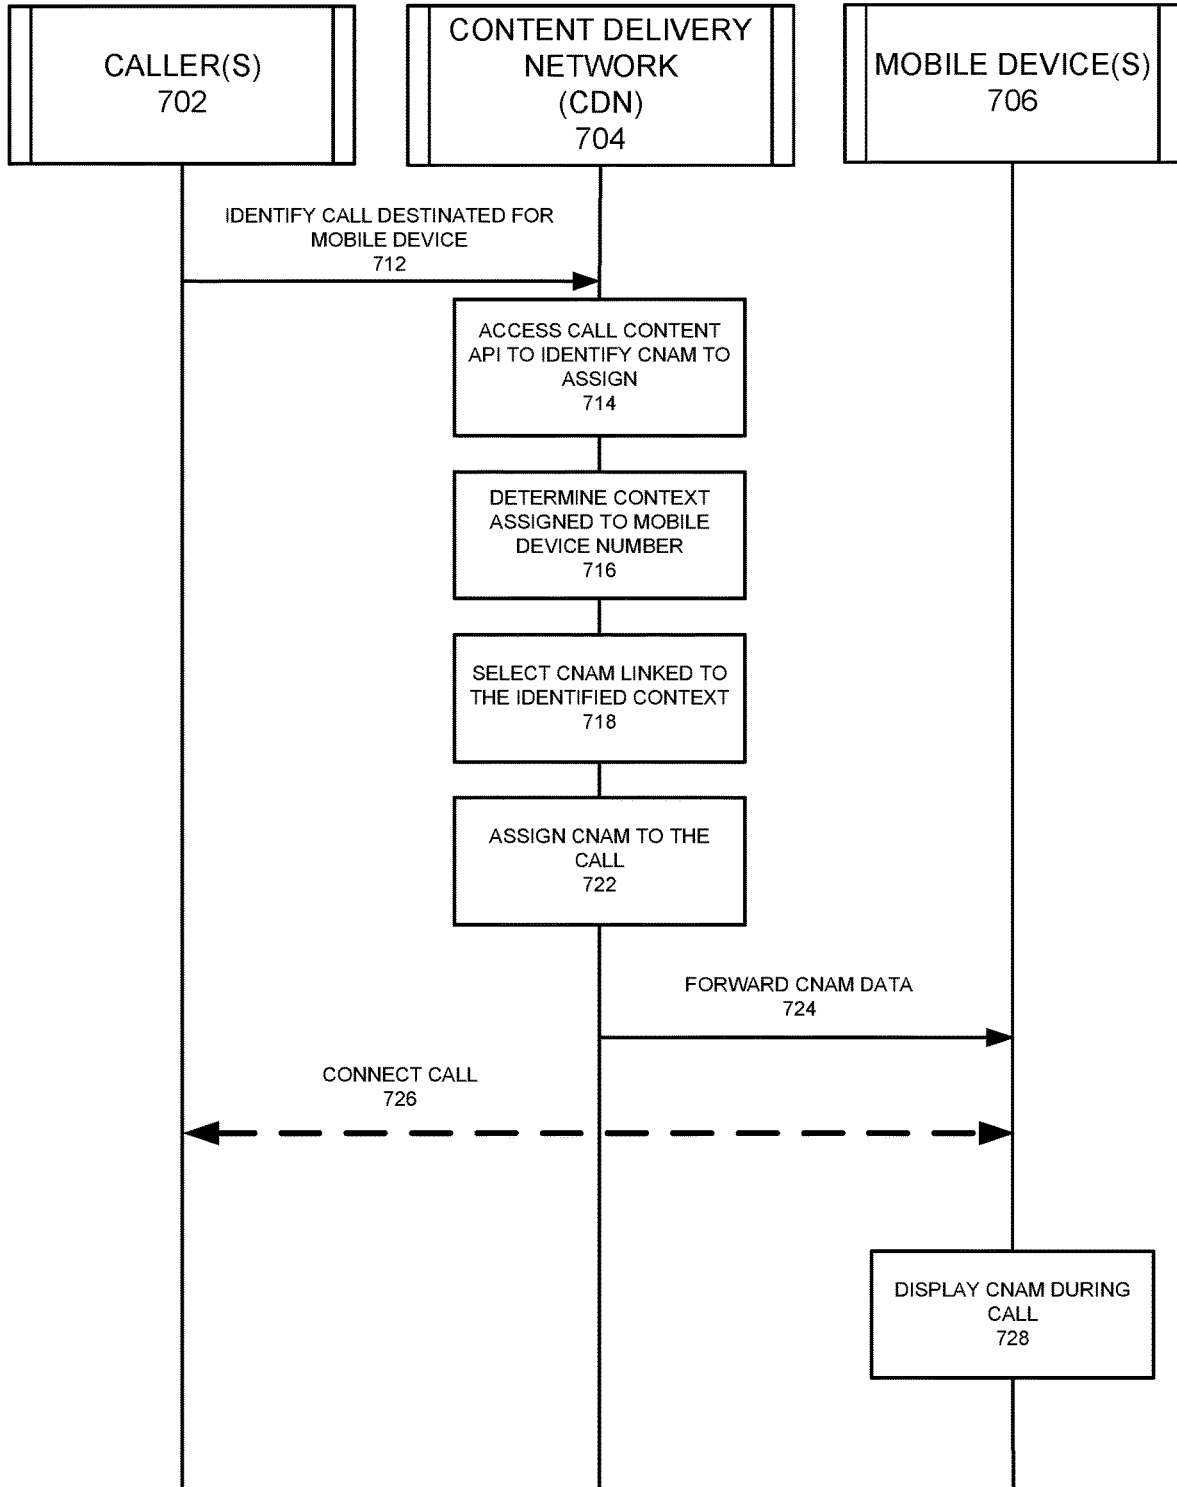 CALLER(S)
702
CONTENT DELIVERY
NETWORK
(CDN)
704
MOBILE DEVICE(S)
706
IDENTIFY CALL DESTINATED FOR
MOBILE DEVICE
712
ACCESS CALL CONTENT
API TO IDENTIFY CNAM TO
ASSIGN
714
DETERMINE CONTEXT
ASSIGNED TO MOBILE
DEVICE NUMBER
716
SELECT CNAM LINKED TO
THE IDENTIFIED CONTEXT
718
ASSIGN CNAM TO THE
CALL
722
FORWARD CNAM DATA
724
CONNECT CALL
726
DISPLAY CNAM DURING
CALL
728